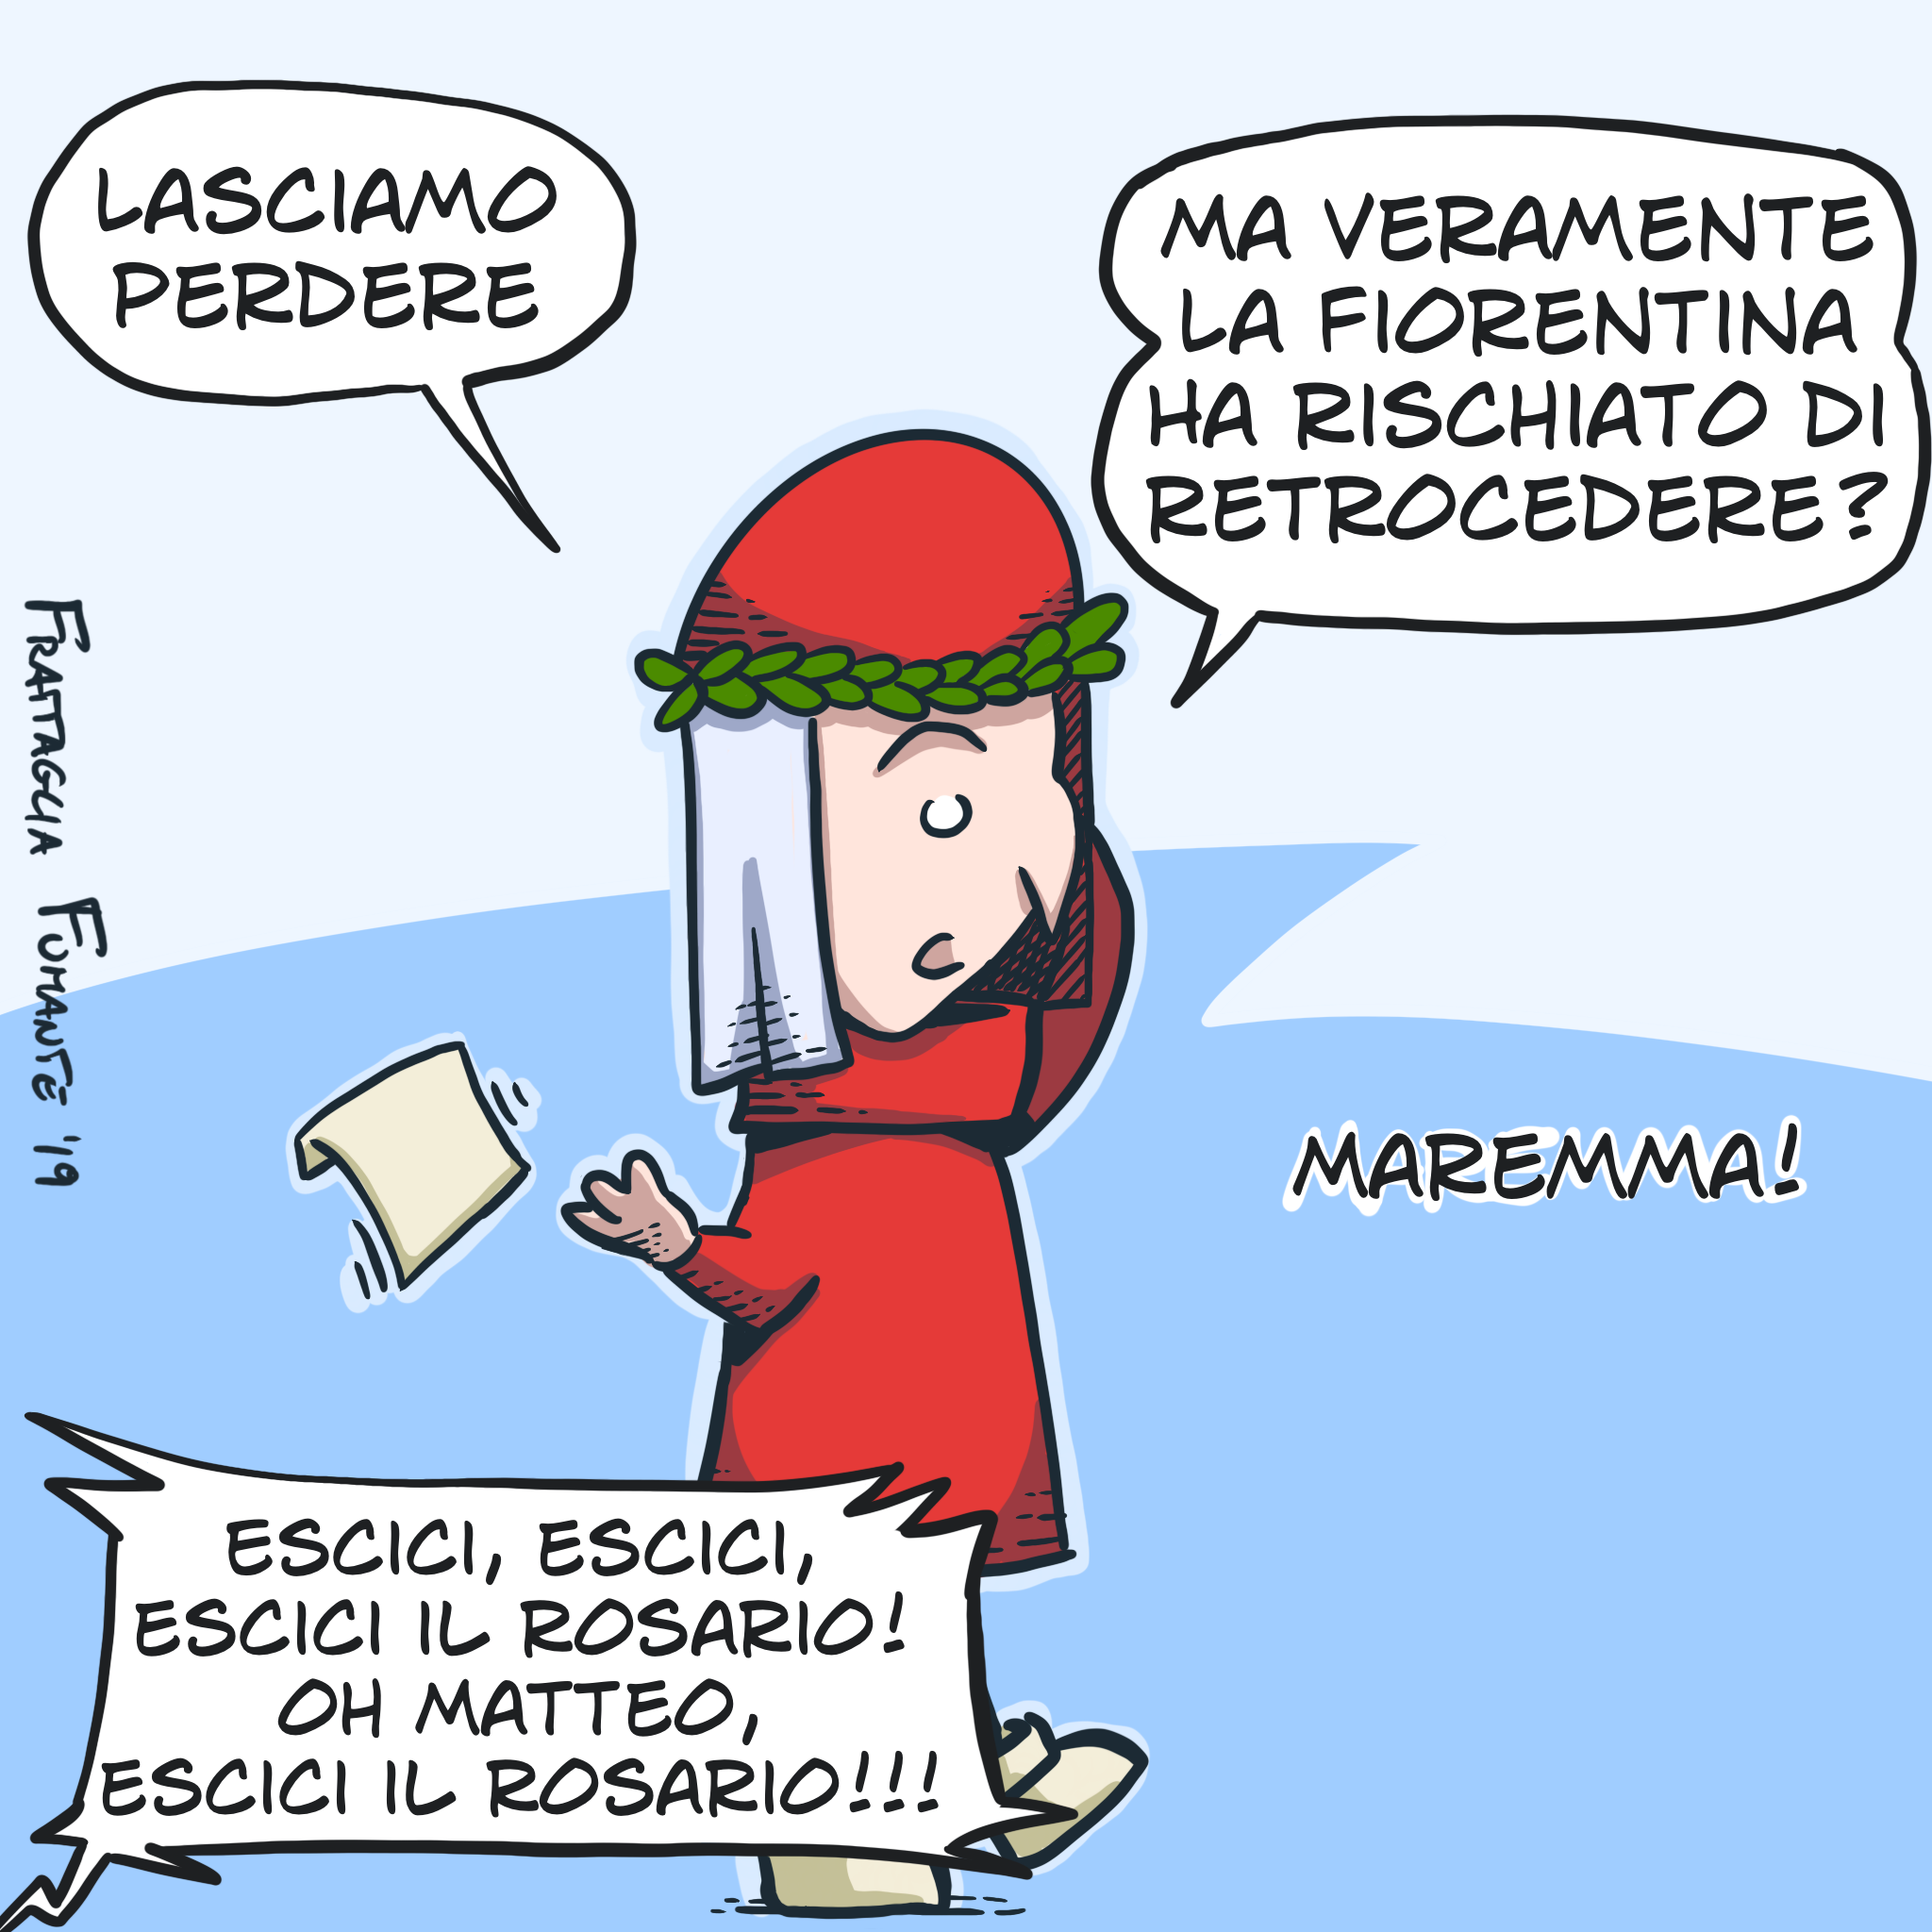 LASCIAMO
PERDERE
MA VERAMENTE
LA FIORENTINA
HA RISCHIATO DI
RETROCEDERE?
MAREMMA!
ESCICI, ESCICI,
ESCICI IL ROSARIO!
OH MATTEO,
ESCICI IL ROSARIO!!!
FRATTAGLIA FUMANTE '19